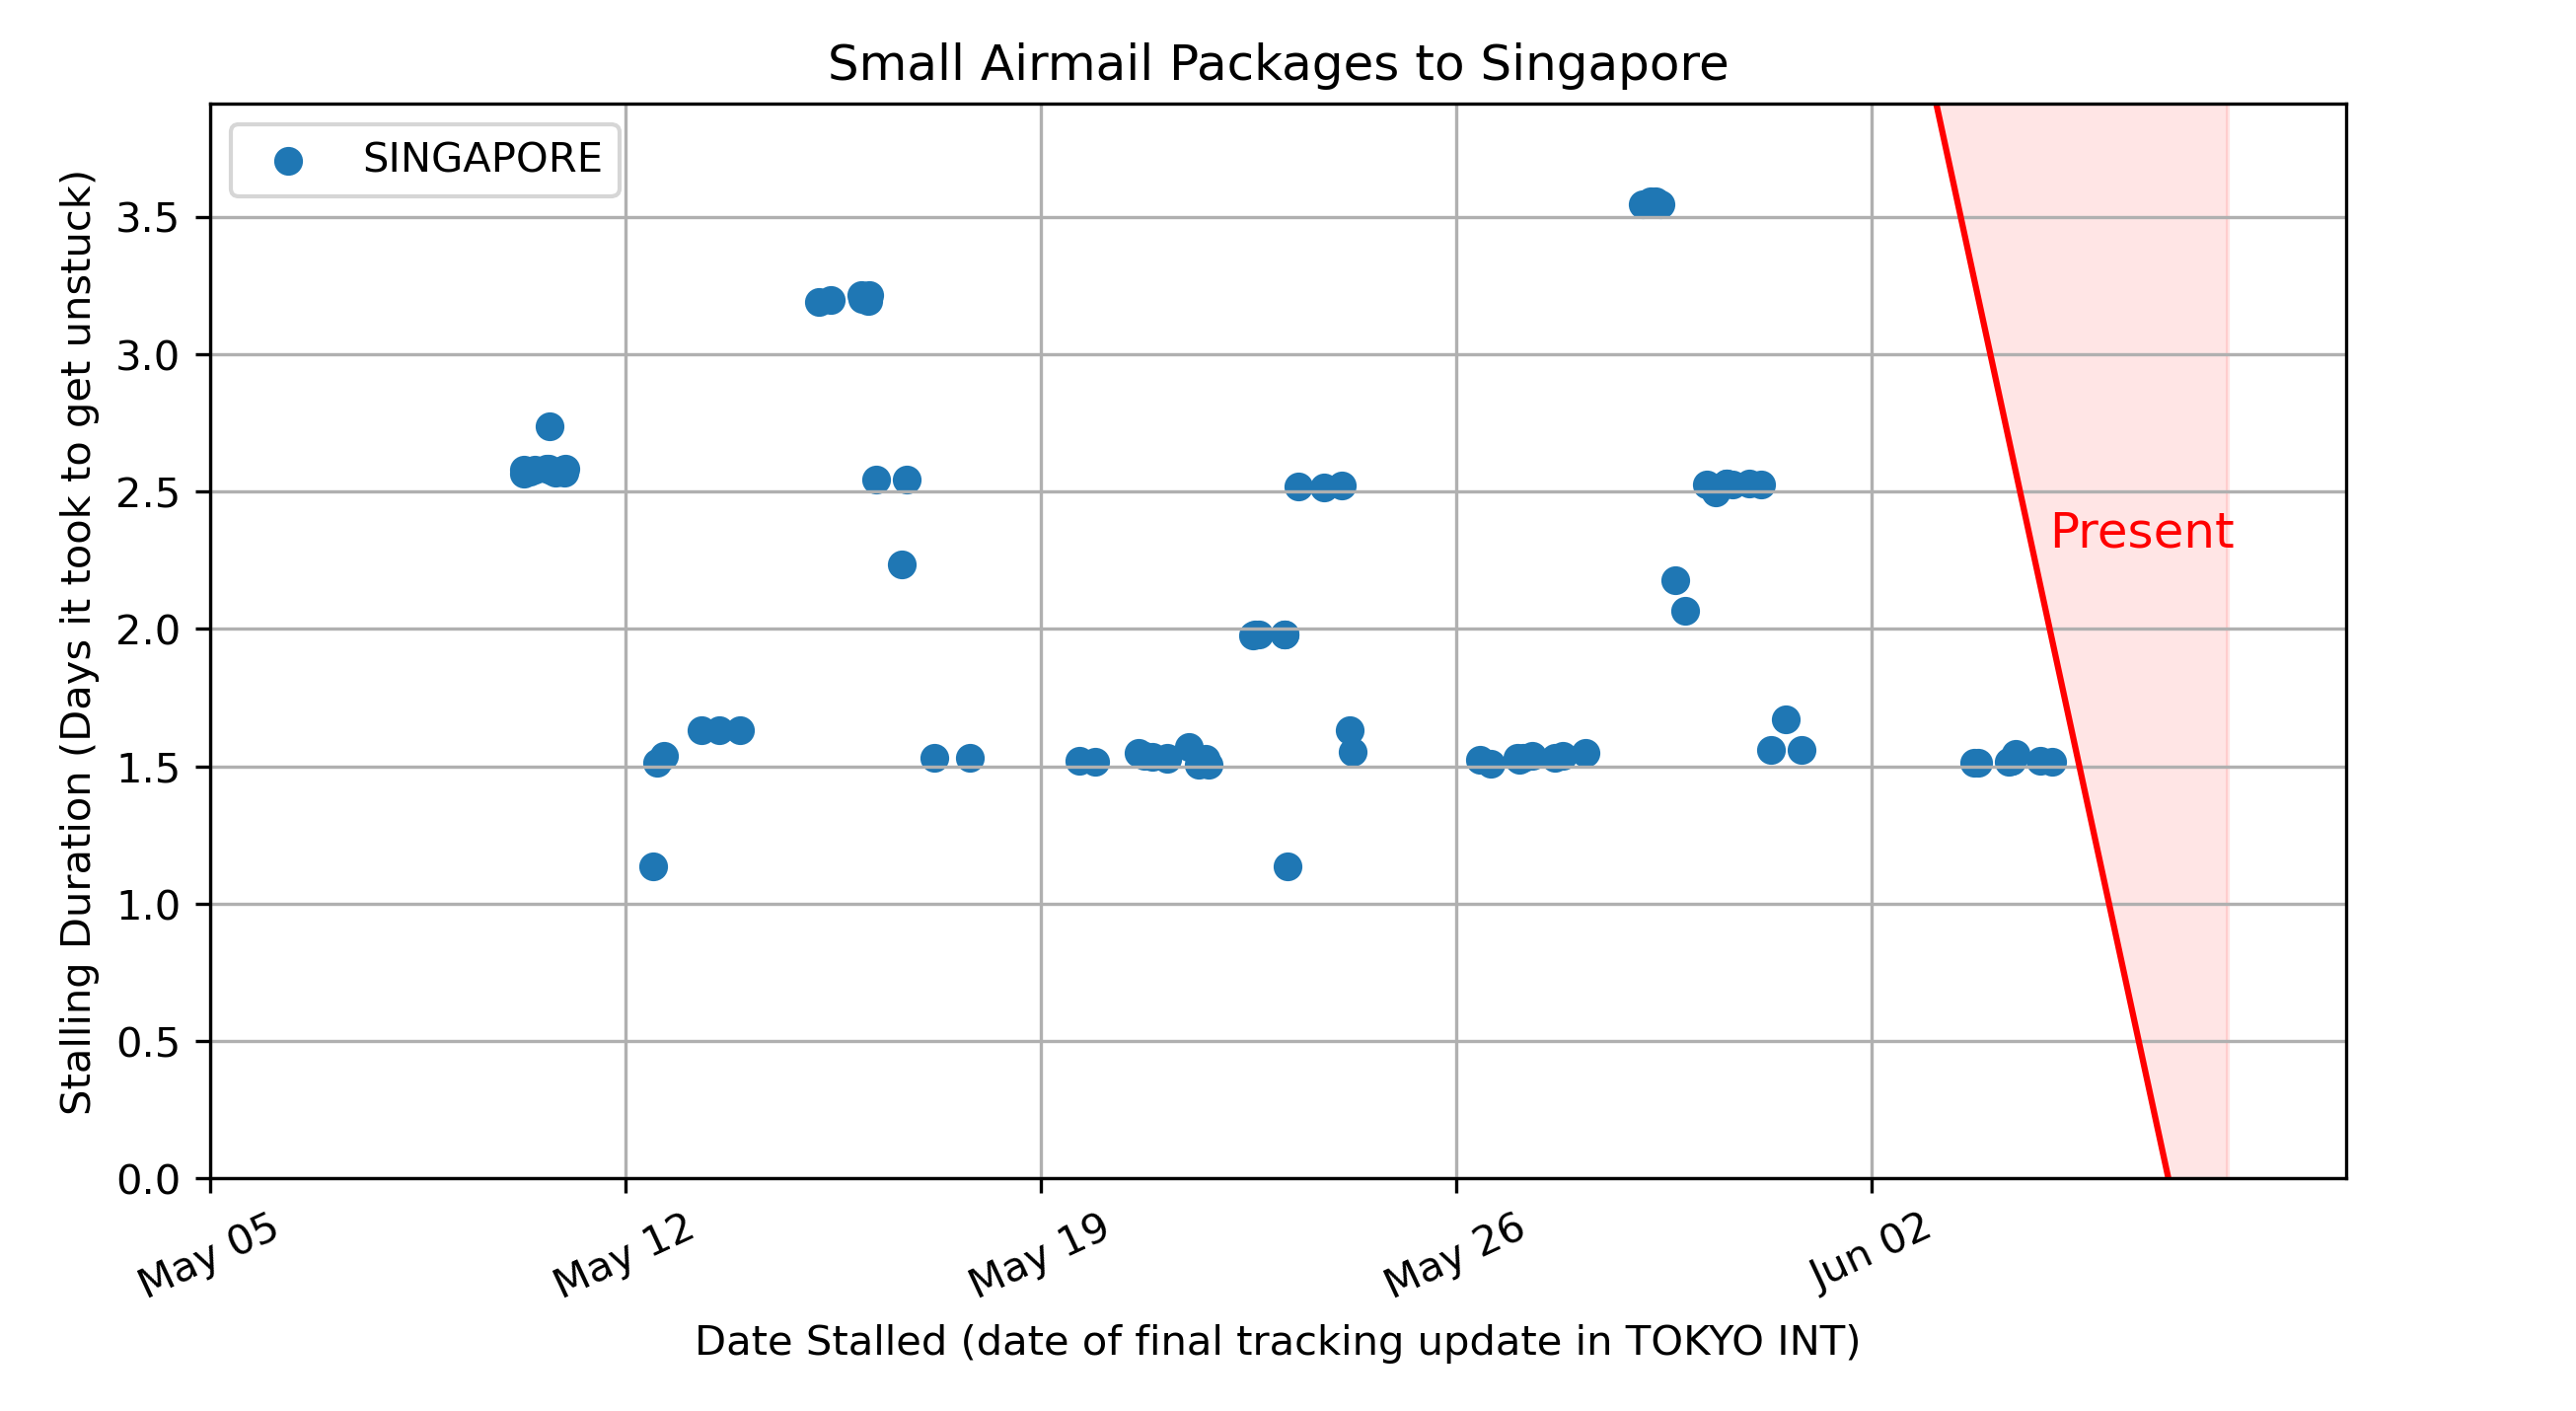 Small Airmail Packages to Singapore
SINGAPORE
Stalling Duration (Days it took to get unstuck)
3.5
3.0
2.5
2.0
1.5
1.0
0.5
0.0
Present
May 05
May 12
May 19
May 26
Jun 02
Date Stalled (date of final tracking update in TOKYO INT)